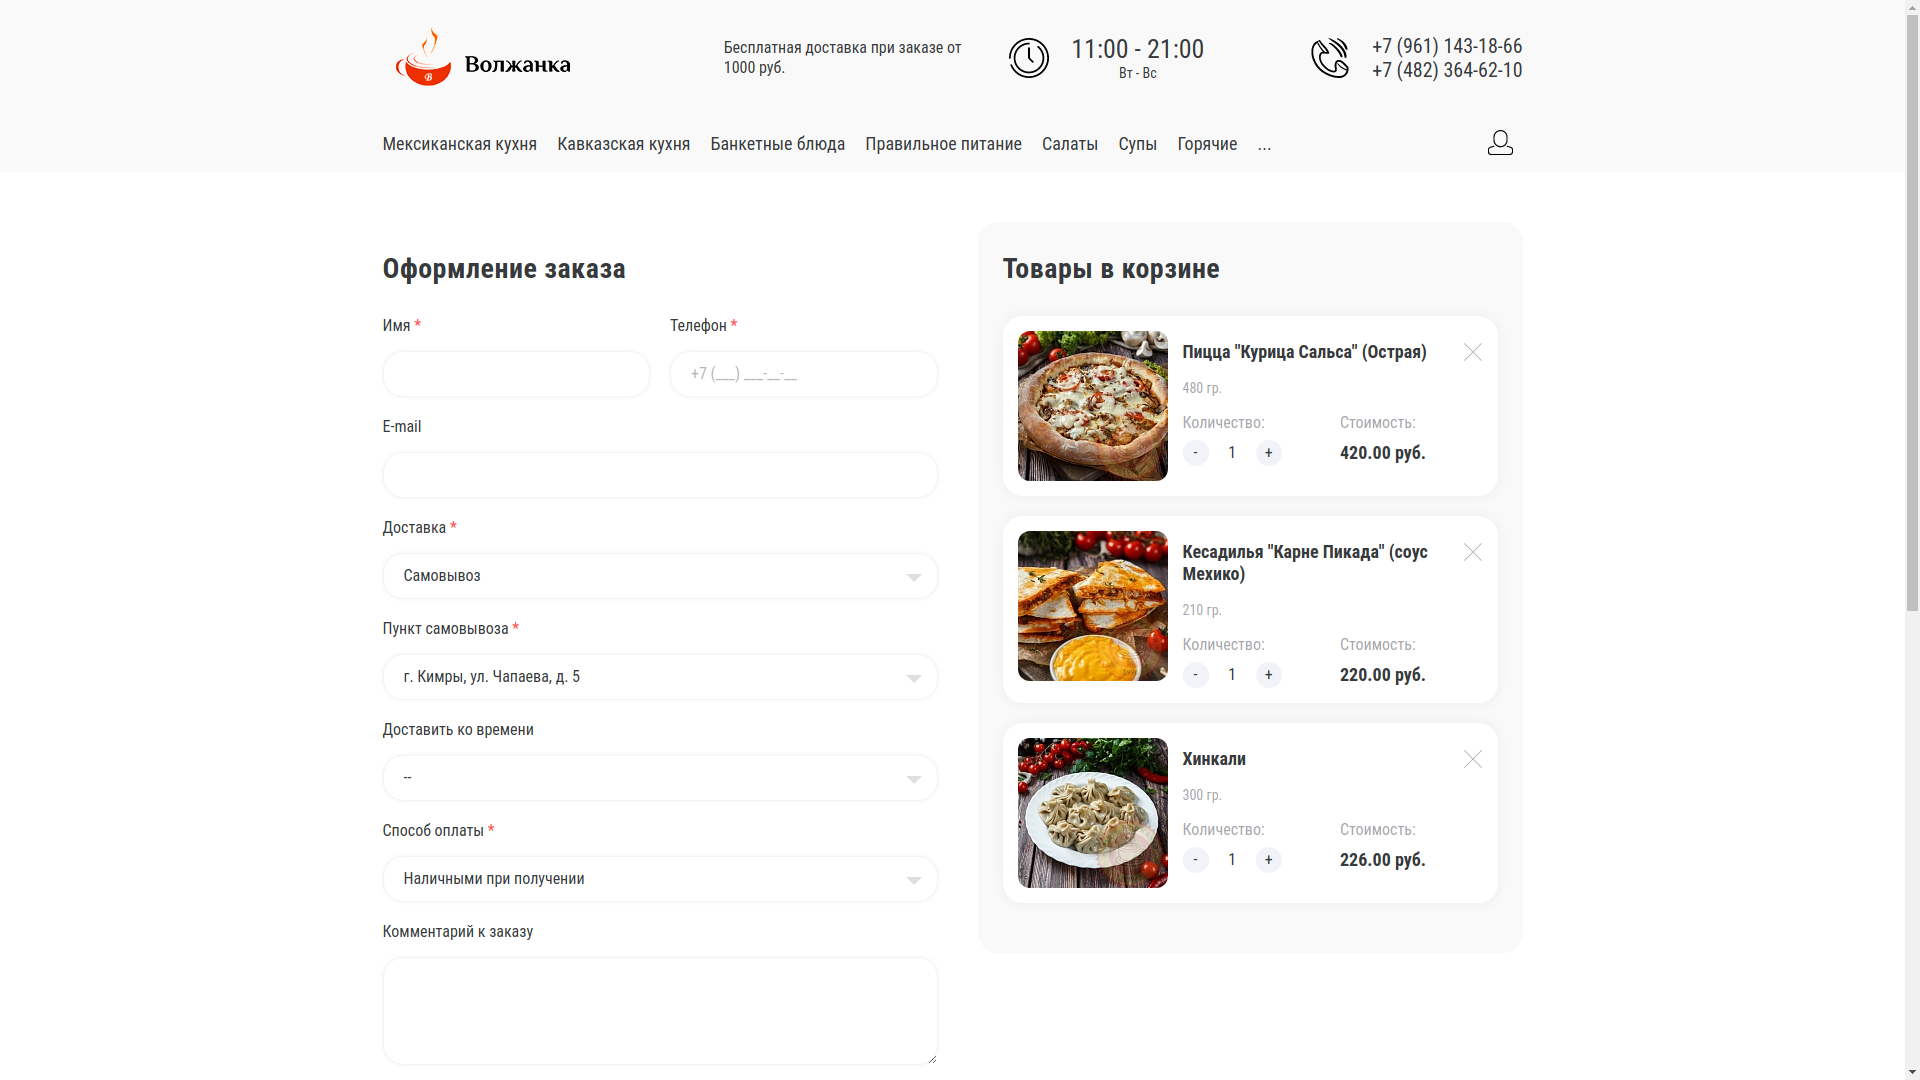 Волжанка
В
Бесплатная доставка при заказе от
1000 руб.
11:00 - 21:00
Вт - Вс
+7 (961) 143-18-66
+7 (482) 364-62-10
Мексиканская кухня Кавказская кухня Банкетные блюда Правильное питание Салаты Супы Горячие ...
Оформление заказа
Имя *
Телефон *
+7 (___) ___-__-__
E-mail
Доставка *
Самовывоз
Пункт самовывоза *
г. Кимры, ул. Чапаева, д. 5
Доставить ко времени
--
Способ оплаты *
Наличными при получении
Комментарий к заказу
Товары в корзине
Пицца "Курица Сальса" (Острая)
480 гр.
Количество: Стоимость:
- 1 + 420.00 руб.
Кесадилья "Карне Пикада" (соус
Мехико)
210 гр.
Количество: Стоимость:
- 1 + 220.00 руб.
Хинкали
300 гр.
Количество: Стоимость:
- 1 + 226.00 руб.